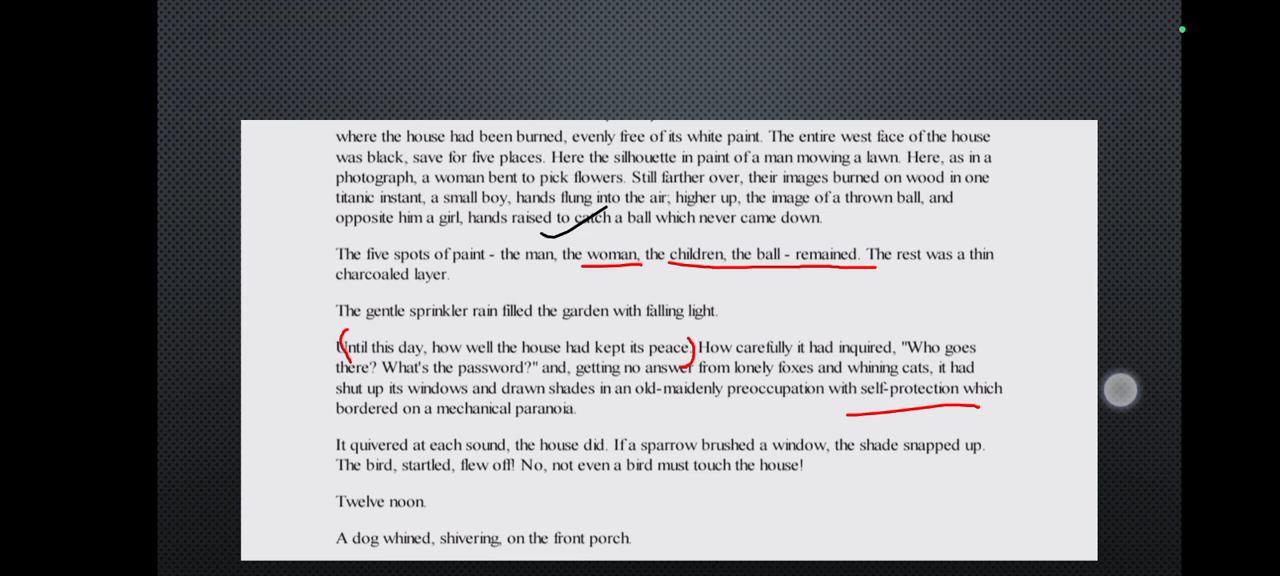 where the house had been burned, evenly free of its white paint. The entire west face of the house
was black, save for five places. Here the silhouette in paint of a man mowing a lawn. Here, as in a
photograph, a woman bent to pick flowers. Still farther over, their images burned on wood in one
titanic instant, a small boy, hands flung into the air; higher up, the image of a thrown ball, and
opposite him a girl, hands raised to catch a ball which never came down.
The five spots of paint - the man, the woman, the children, the ball - remained. The rest was a thin
charcoaled layer.
The gentle sprinkler rain filled the garden with falling light.
Until this day, how well the house had kept its peace. How carefully it had inquired, "Who goes
there? What's the password?" and, getting no answer from lonely foxes and whining cats, it had
shut up its windows and drawn shades in an old-maidenly preoccupation with self-protection which
bordered on a mechanical paranoia.
It quivered at each sound, the house did. If a sparrow brushed a window, the shade snapped up.
The bird, startled, flew off! No, not even a bird must touch the house!
Twelve noon.
A dog whined, shivering, on the front porch.